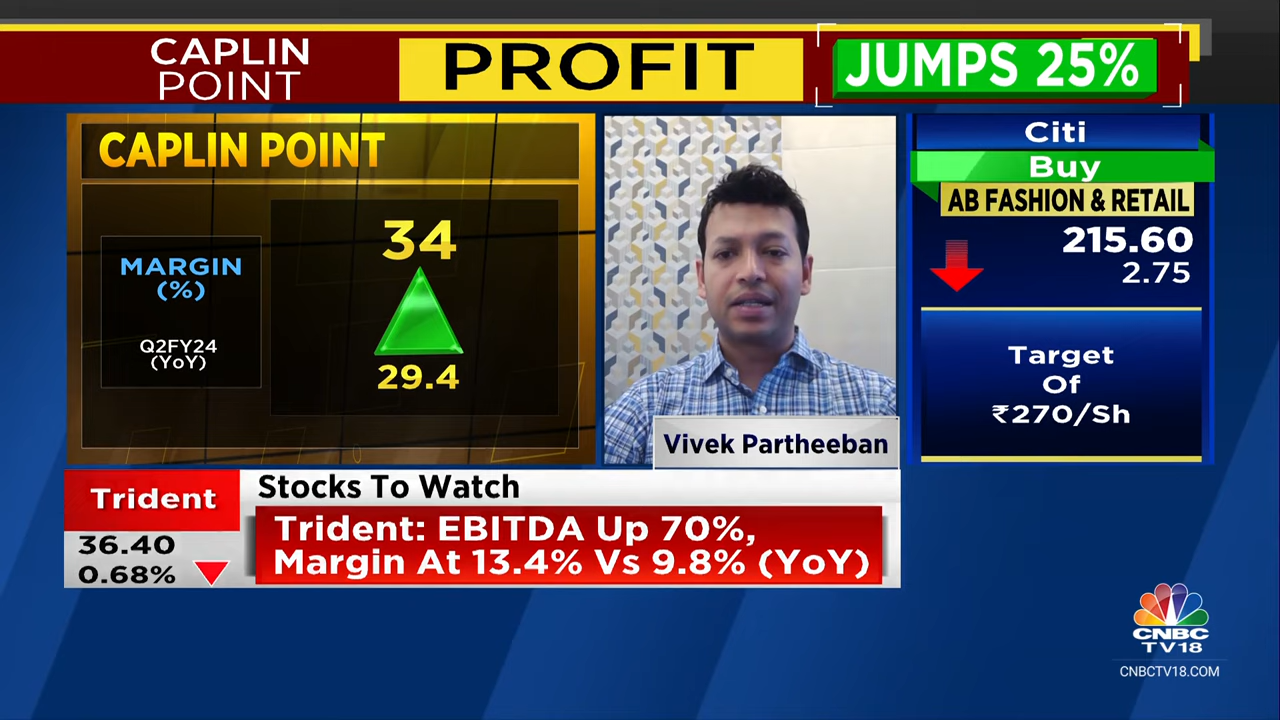 CAPLIN
POINT
PROFIT
JUMPS 25%
CAPLIN POINT
MARGIN
(%)
Q2FY24
(YoY)
34
29.4
Vivek Partheeban
Citi
Buy
AB FASHION & RETAIL
215.60
2.75
Target
Of
₹270/Sh
Trident
36.40
0.68%
Stocks To Watch
Trident: EBITDA Up 70%,
Margin At 13.4% Vs 9.8% (YoY)
CNBC
TV18
CNBCTV18.COM